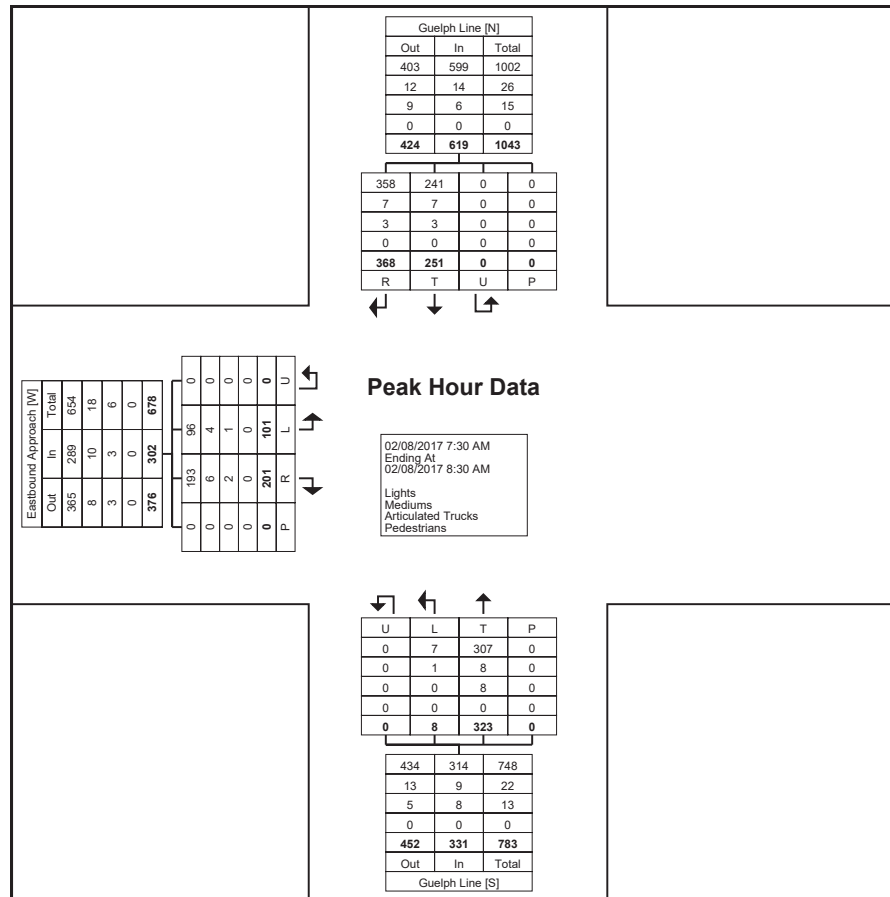 Guelph Line [N]
Out In Total
403 599 1002
12 14 26
9 6 15
0 0 0
424 619 1043
358 241 0 0
7 7 0 0
3 3 0 0
0 0 0 0
368 251 0 0
R T U P
Eastbound Approach [W]
Out In Total
365 289 654
8 10 18
3 3 6
0 0 0
376 302 678
0 193 96 0
0 6 4 0
0 2 1 0
0 0 0 0
0 201 101 0
P R L U
Peak Hour Data
02/08/2017 7:30 AM
Ending At
02/08/2017 8:30 AM
Lights
Mediums
Articulated Trucks
Pedestrians
U L T P
0 7 307 0
0 1 8 0
0 0 8 0
0 0 0 0
0 8 323 0
434 314 748
13 9 22
5 8 13
0 0 0
452 331 783
Out In Total
Guelph Line [S]